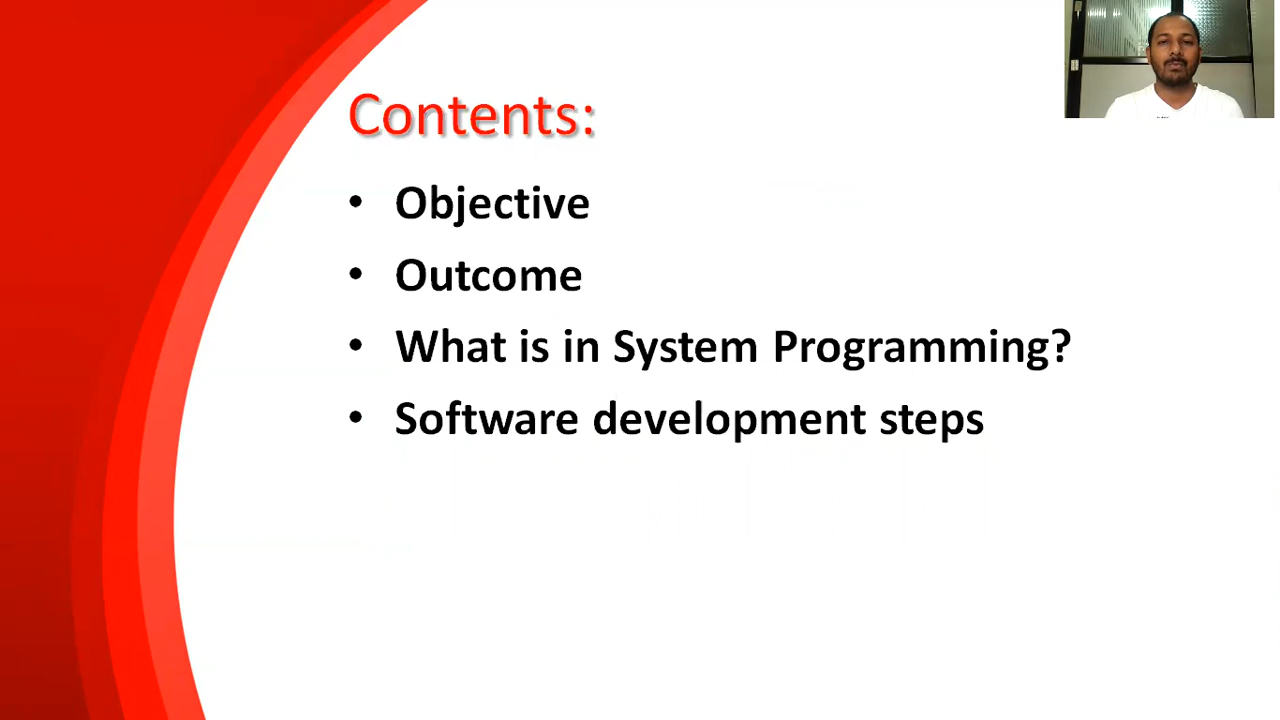 Contents:
• Objective
• Outcome
• What is in System Programming?
• Software development steps